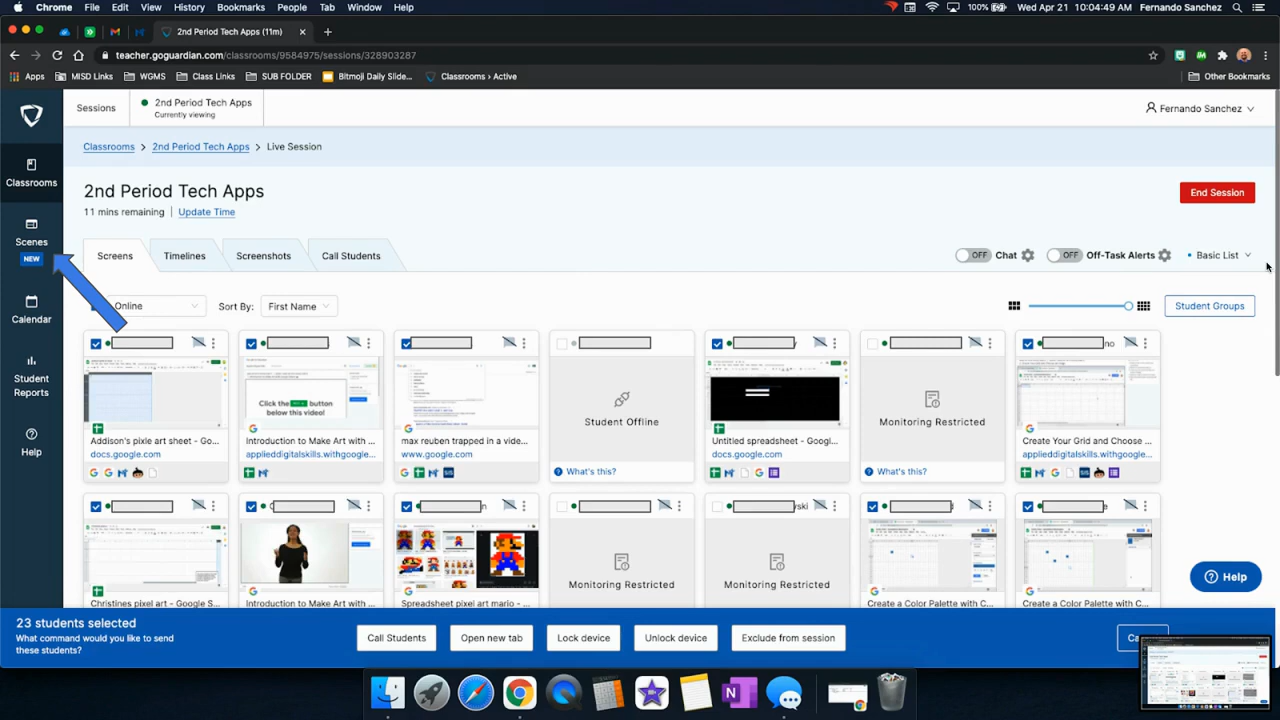 Chrome File Edit View History Bookmarks People Tab Window Help 100% Wed Apr 21 10:04:49 AM Fernando Sanchez
2nd Period Tech Apps (11m)
teacher.goguardian.com/classrooms/9584975/sessions/328903287
Apps MISD Links WGMS Class Links SUB FOLDER Bitmoji Daily Slide... Classrooms › Active Other Bookmarks
Sessions
2nd Period Tech Apps
Currently viewing
Fernando Sanchez
Classrooms
Scenes
NEW
Calendar
Student Reports
Help
Classrooms > 2nd Period Tech Apps > Live Session
2nd Period Tech Apps
End Session
11 mins remaining | Update Time
Screens Timelines Screenshots Call Students OFF Chat OFF Off-Task Alerts Basic List
Online Sort By: First Name Student Groups
Click the button
below this video!
Student Offline
Monitoring Restricted
Addison's pixle art sheet - Go... Introduction to Make Art with ... max reuben trapped in a vide... Untitled spreadsheet - Googl... Create Your Grid and Choose ...
docs.google.com applieddigitalskills.withgoogle... www.google.com docs.google.com applieddigitalskills.withgoogle...
What's this? What's this?
Monitoring Restricted Monitoring Restricted
Christines pixel art - Google S... Introduction to Make Art with ... Spreadsheet pixel art mario - ... Create a Color Palette with C... Create a Color Palette with C...
Help
23 students selected
What command would you like to send
these students?
Call Students Open new tab Lock device Unlock device Exclude from session